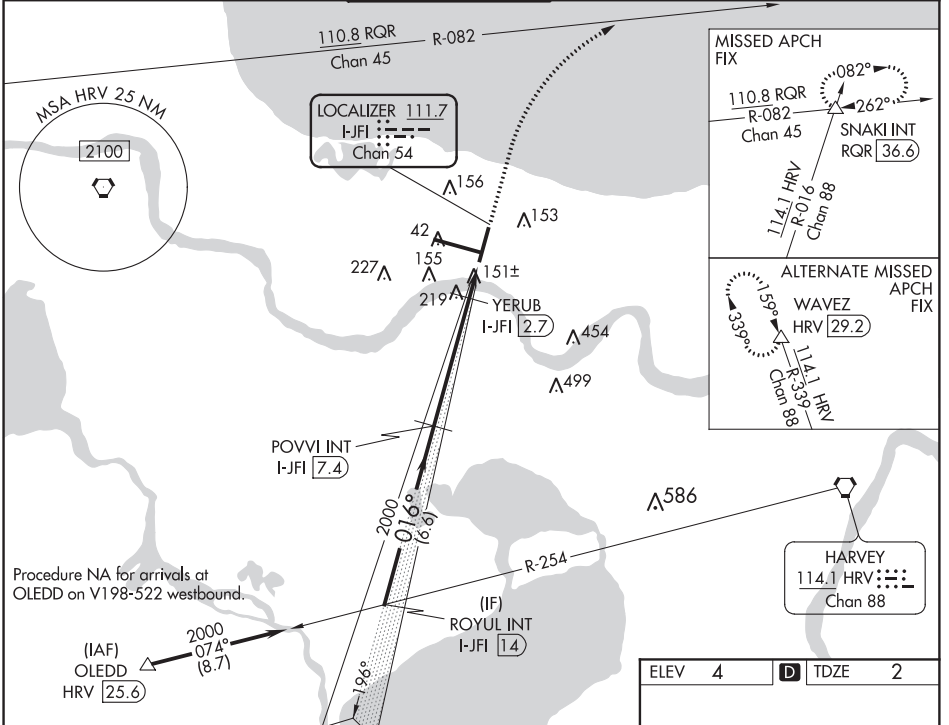 110.8 RQR R-082
Chan 45
MSA HRV 25 NM
2100
LOCALIZER 111.7
I-JFI
Chan 54
156
153
42
155
227
151±
219
YERUB
I-JFI 2.7
454
499
POVVI INT
I-JFI 7.4
2000
016°
(6.6)
586
R-254
HARVEY
114.1 HRV
Chan 88
Procedure NA for arrivals at
OLEDD on V198-522 westbound.
(IF)
ROYUL INT
I-JFI 14
(IAF)
OLEDD
HRV 25.6
2000
074°
(8.7)
196°
MISSED APCH
FIX
082°
262°
110.8 RQR
R-082
Chan 45
SNAKI INT
RQR 36.6
114.1 HRV
R-016
Chan 88
ALTERNATE MISSED
APCH
FIX
159°
339°
WAVEZ
HRV 29.2
114.1 HRV
R-339
Chan 88
ELEV 4 D TDZE 2